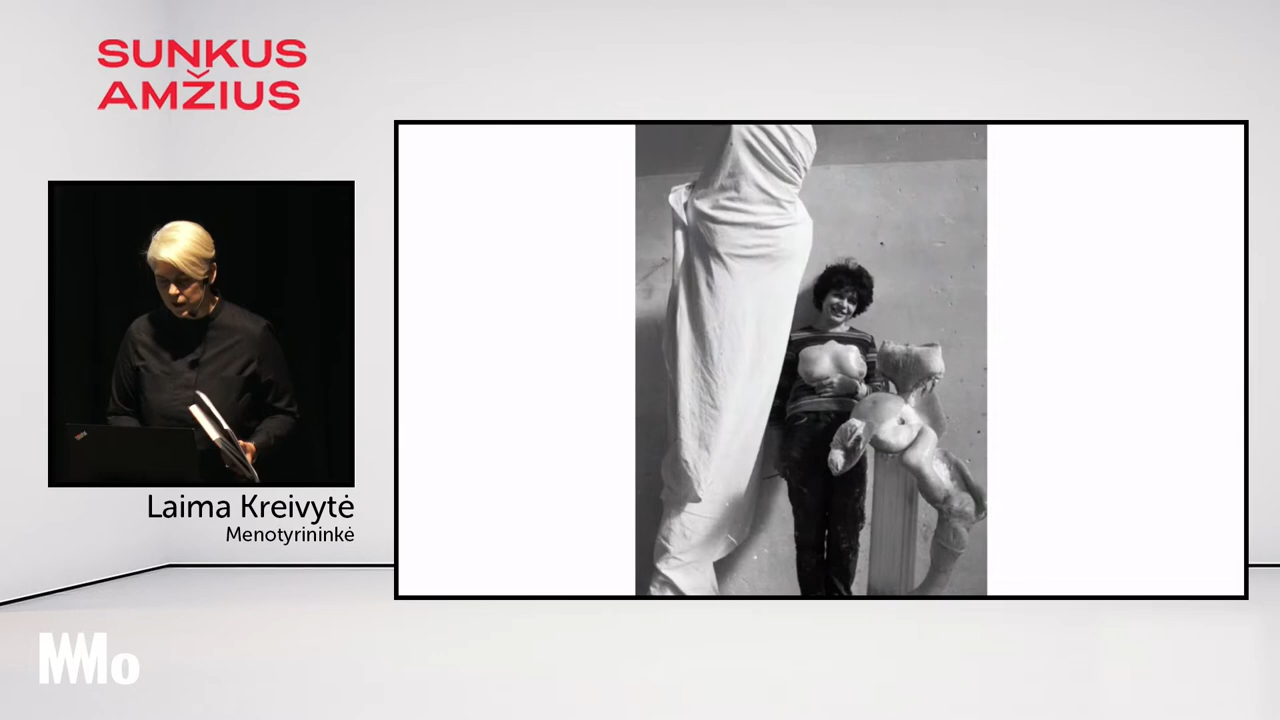 SUNKUS
AMŽIUS
Laima Kreivytė
Menotyrininkė
MMo